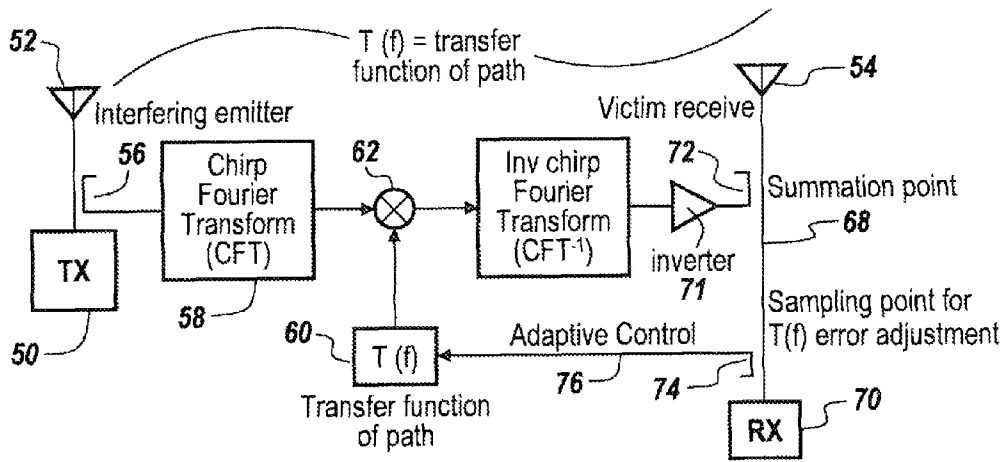 52
T (f) = transfer
function of path
54
Interfering emitter
Victim receive
56
Chirp
Fourier
Transform
(CFT)
62
Inv chirp
Fourier
Transform
(CFT-1)
72
Summation point
68
TX
inverter
71
58
50
60
T (f)
Adaptive Control
Sampling point for
T(f) error adjustment
76
74
Transfer function
of path
RX
70